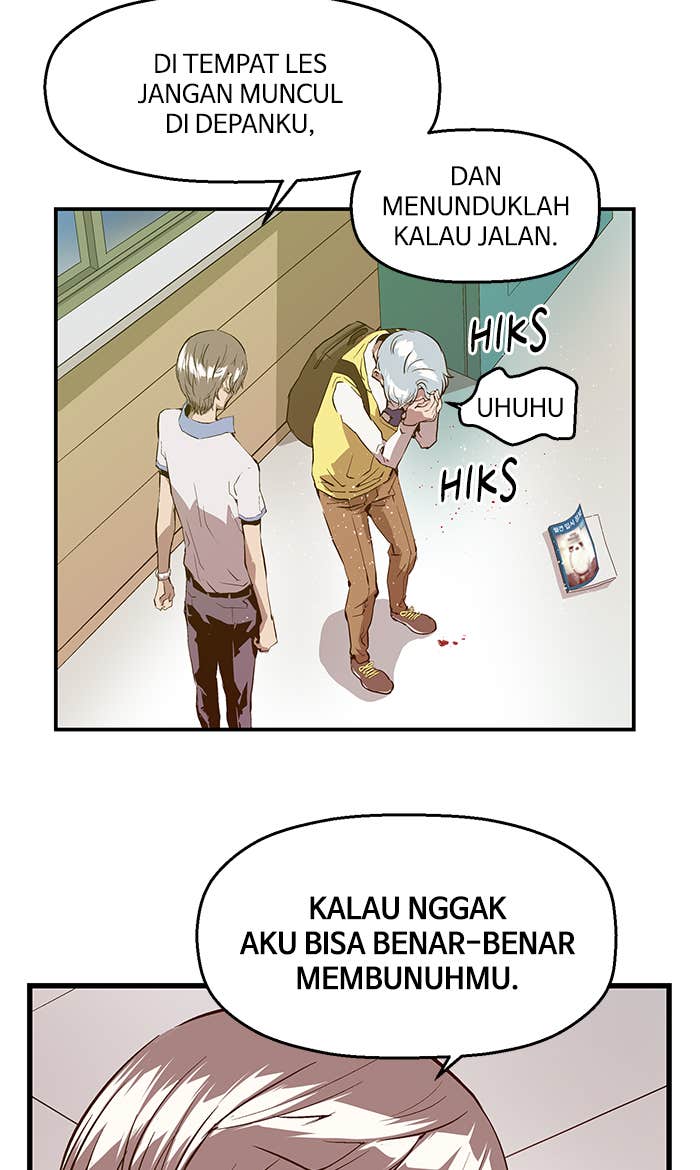 DI TEMPAT LES
JANGAN MUNCUL
DI DEPANKU,
DAN
MENUNDUKLAH
KALAU JALAN.
HIKS
UHUHU
HIKS
KALAU NGGAK
AKU BISA BENAR-BENAR
MEMBUNUHMU.